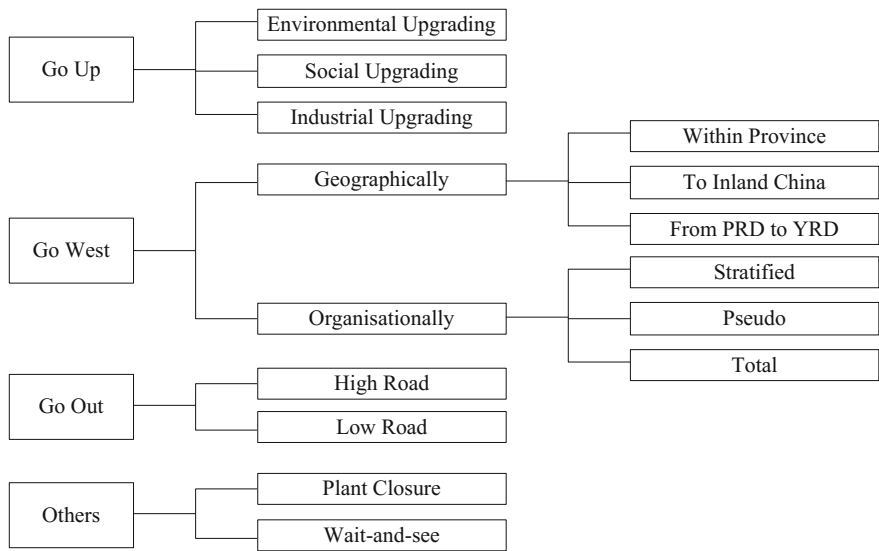 Go Up
Environmental Upgrading
Social Upgrading
Industrial Upgrading
Go West
Geographically
Within Province
To Inland China
From PRD to YRD
Organisationally
Stratified
Pseudo
Total
Go Out
High Road
Low Road
Others
Plant Closure
Wait-and-see